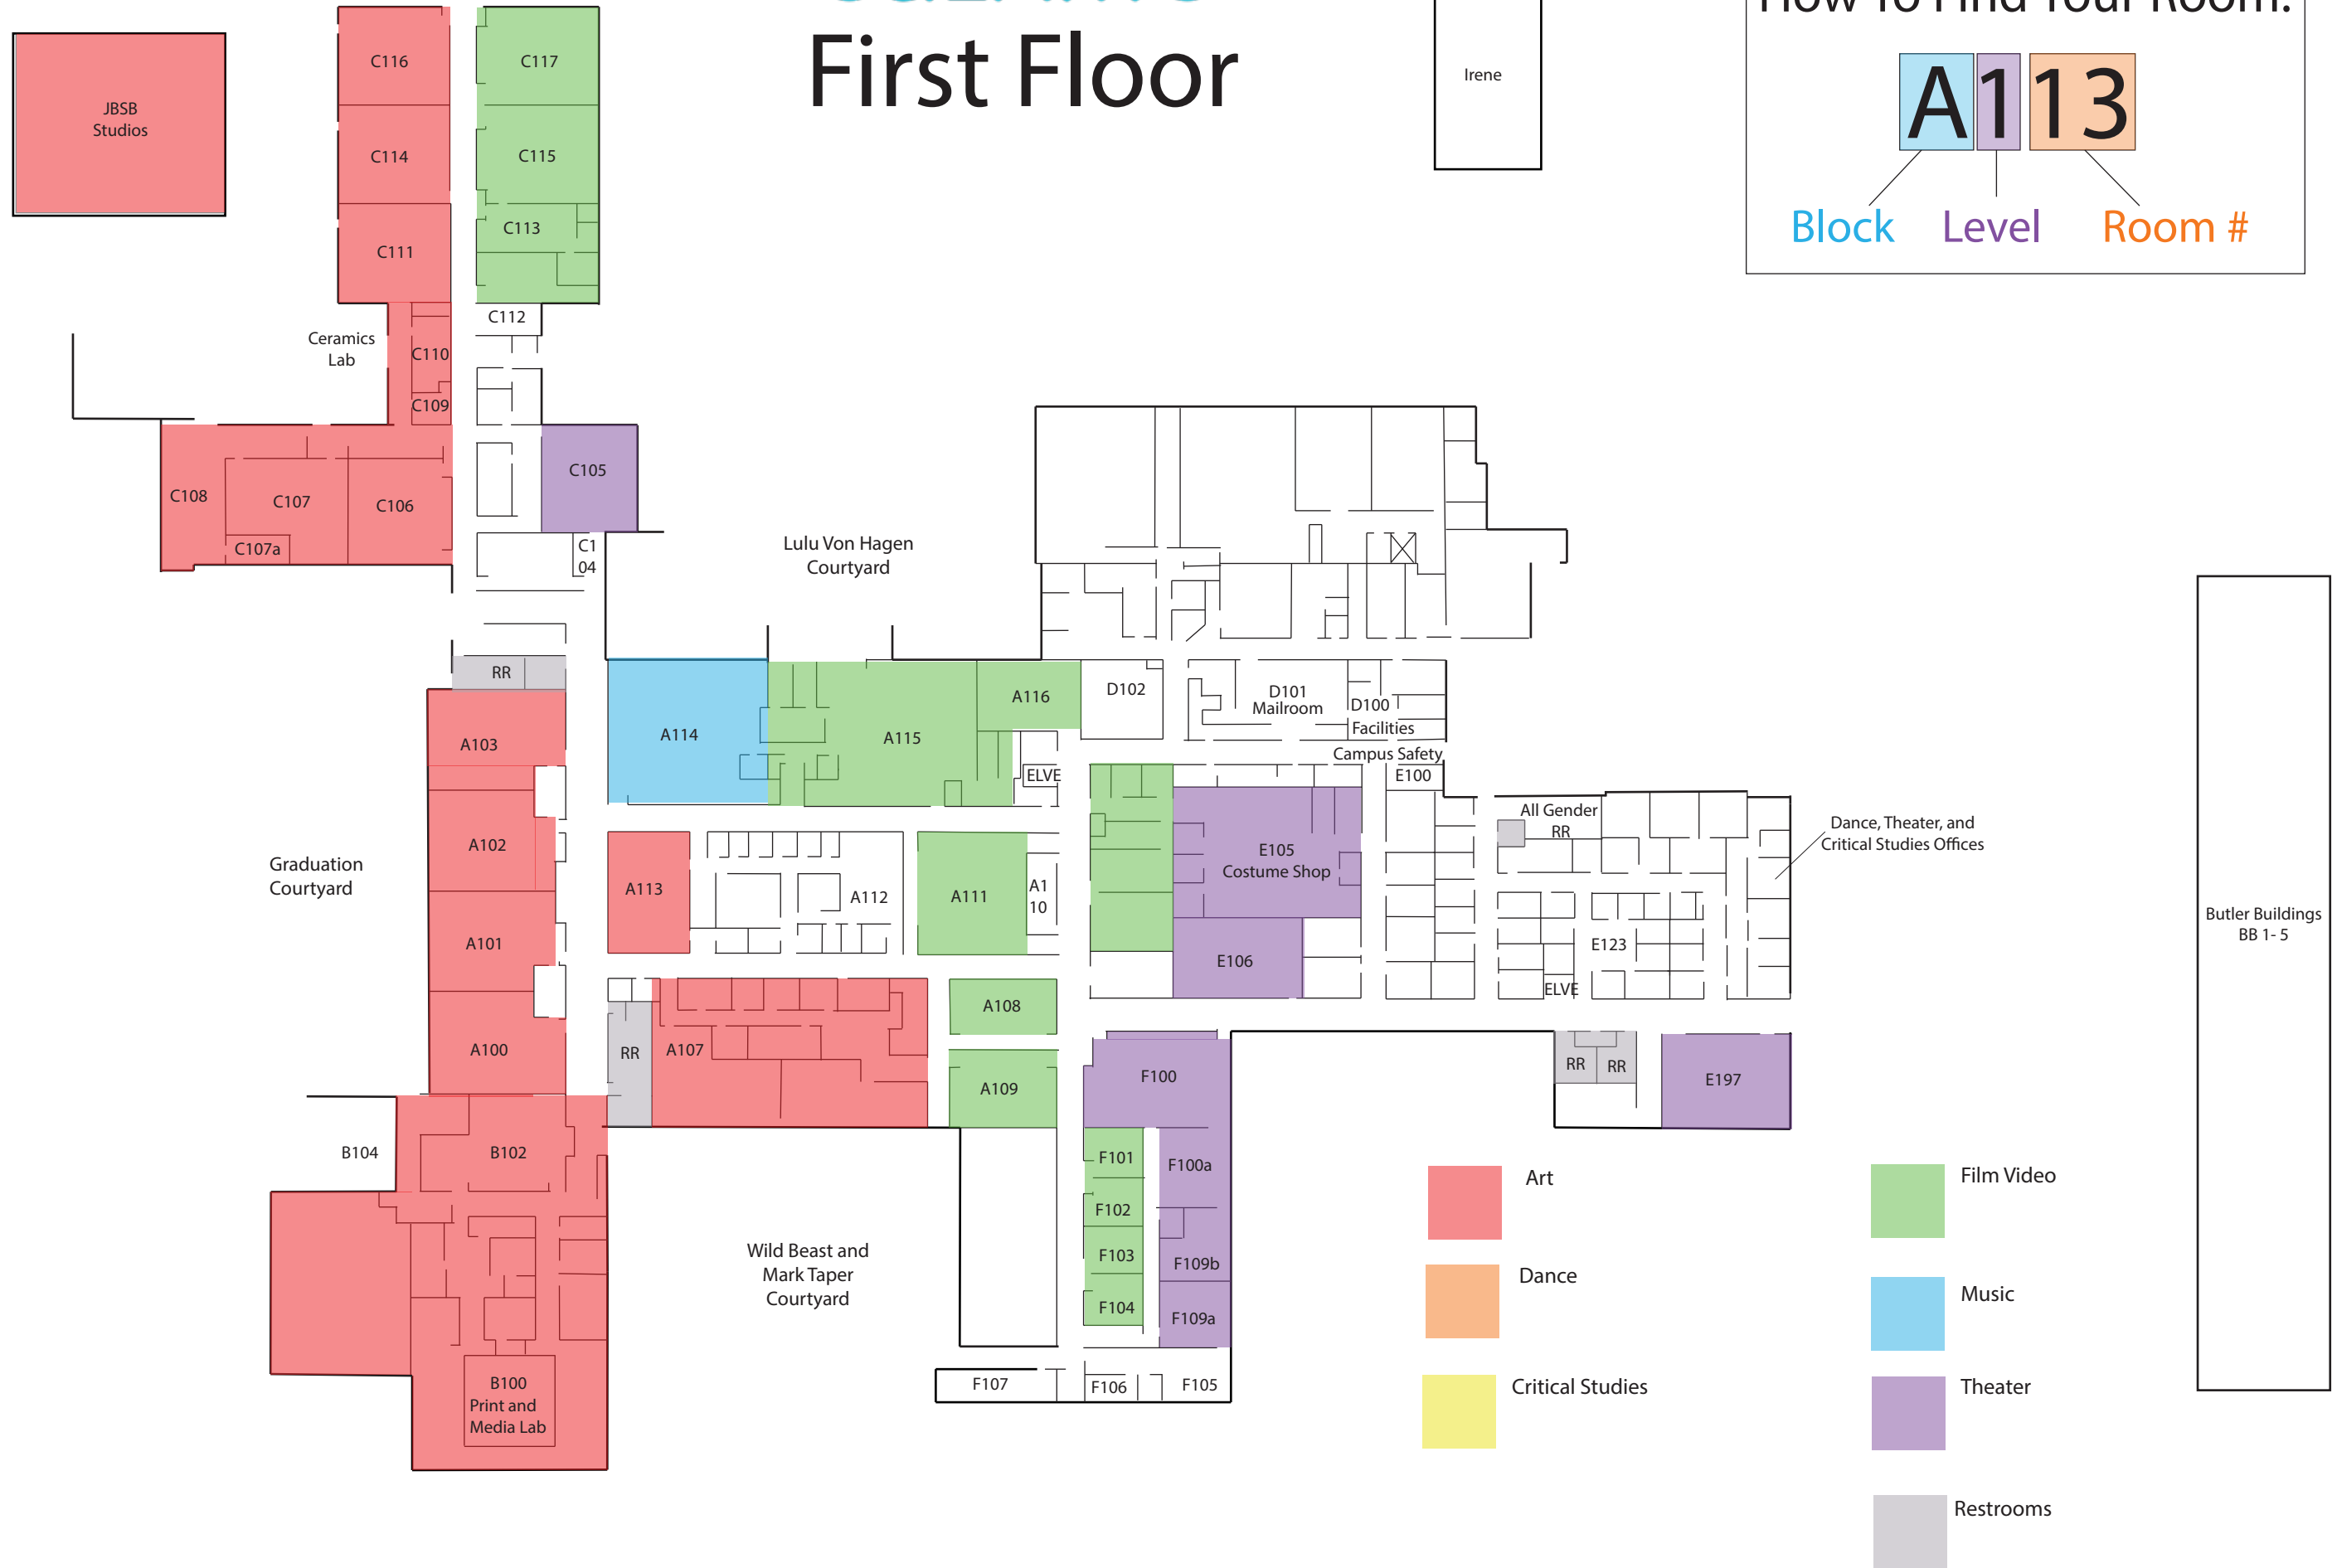 First Floor
How To Find Your Room:
A113
Block
Level
Room #
Irene
JBSB
Studios
C116
C117
C114
C115
C111
C113
C112
Ceramics
Lab
C110
C109
C105
C108
C107
C106
C107a
C1
04
Lulu Von Hagen
Courtyard
RR
A103
A114
A115
A116
D102
D101
Mailroom
D100
Facilities
Campus Safety
E100
ELVE
Graduation
Courtyard
A102
A113
A112
A111
A1
10
E105
Costume Shop
All Gender
RR
Dance, Theater, and
Critical Studies Offices
Butler Buildings
BB 1- 5
A101
E106
E123
ELVE
A100
RR
A107
A108
A109
F100
RR
RR
E197
B104
B102
F101
F100a
F102
F103
F109b
F104
F109a
Wild Beast and
Mark Taper
Courtyard
B100
Print and
Media Lab
F107
F106
F105
Art
Film Video
Dance
Music
Critical Studies
Theater
Restrooms